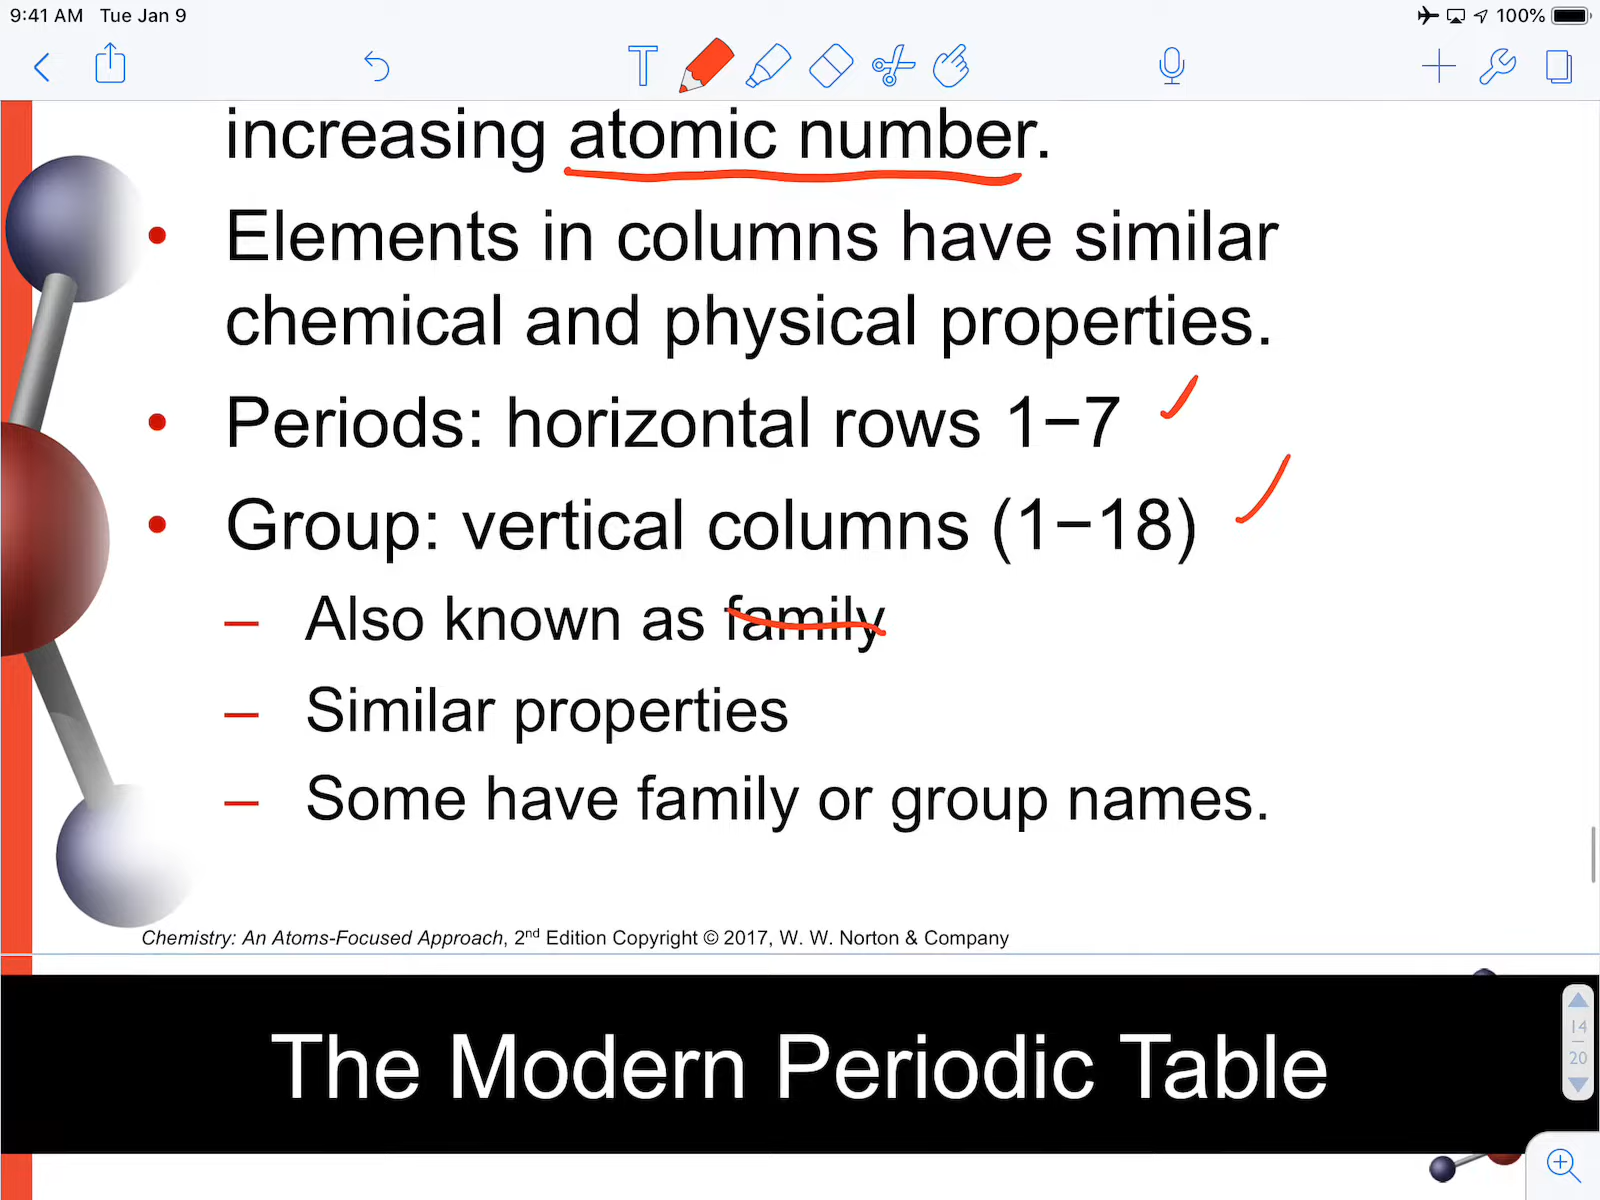 9:41 AM Tue Jan 9
100%
T
increasing atomic number.
• Elements in columns have similar
chemical and physical properties.
• Periods: horizontal rows 1−7
• Group: vertical columns (1−18)
– Also known as family
– Similar properties
– Some have family or group names.
Chemistry: An Atoms-Focused Approach, 2nd Edition Copyright © 2017, W. W. Norton & Company
The Modern Periodic Table
14
20